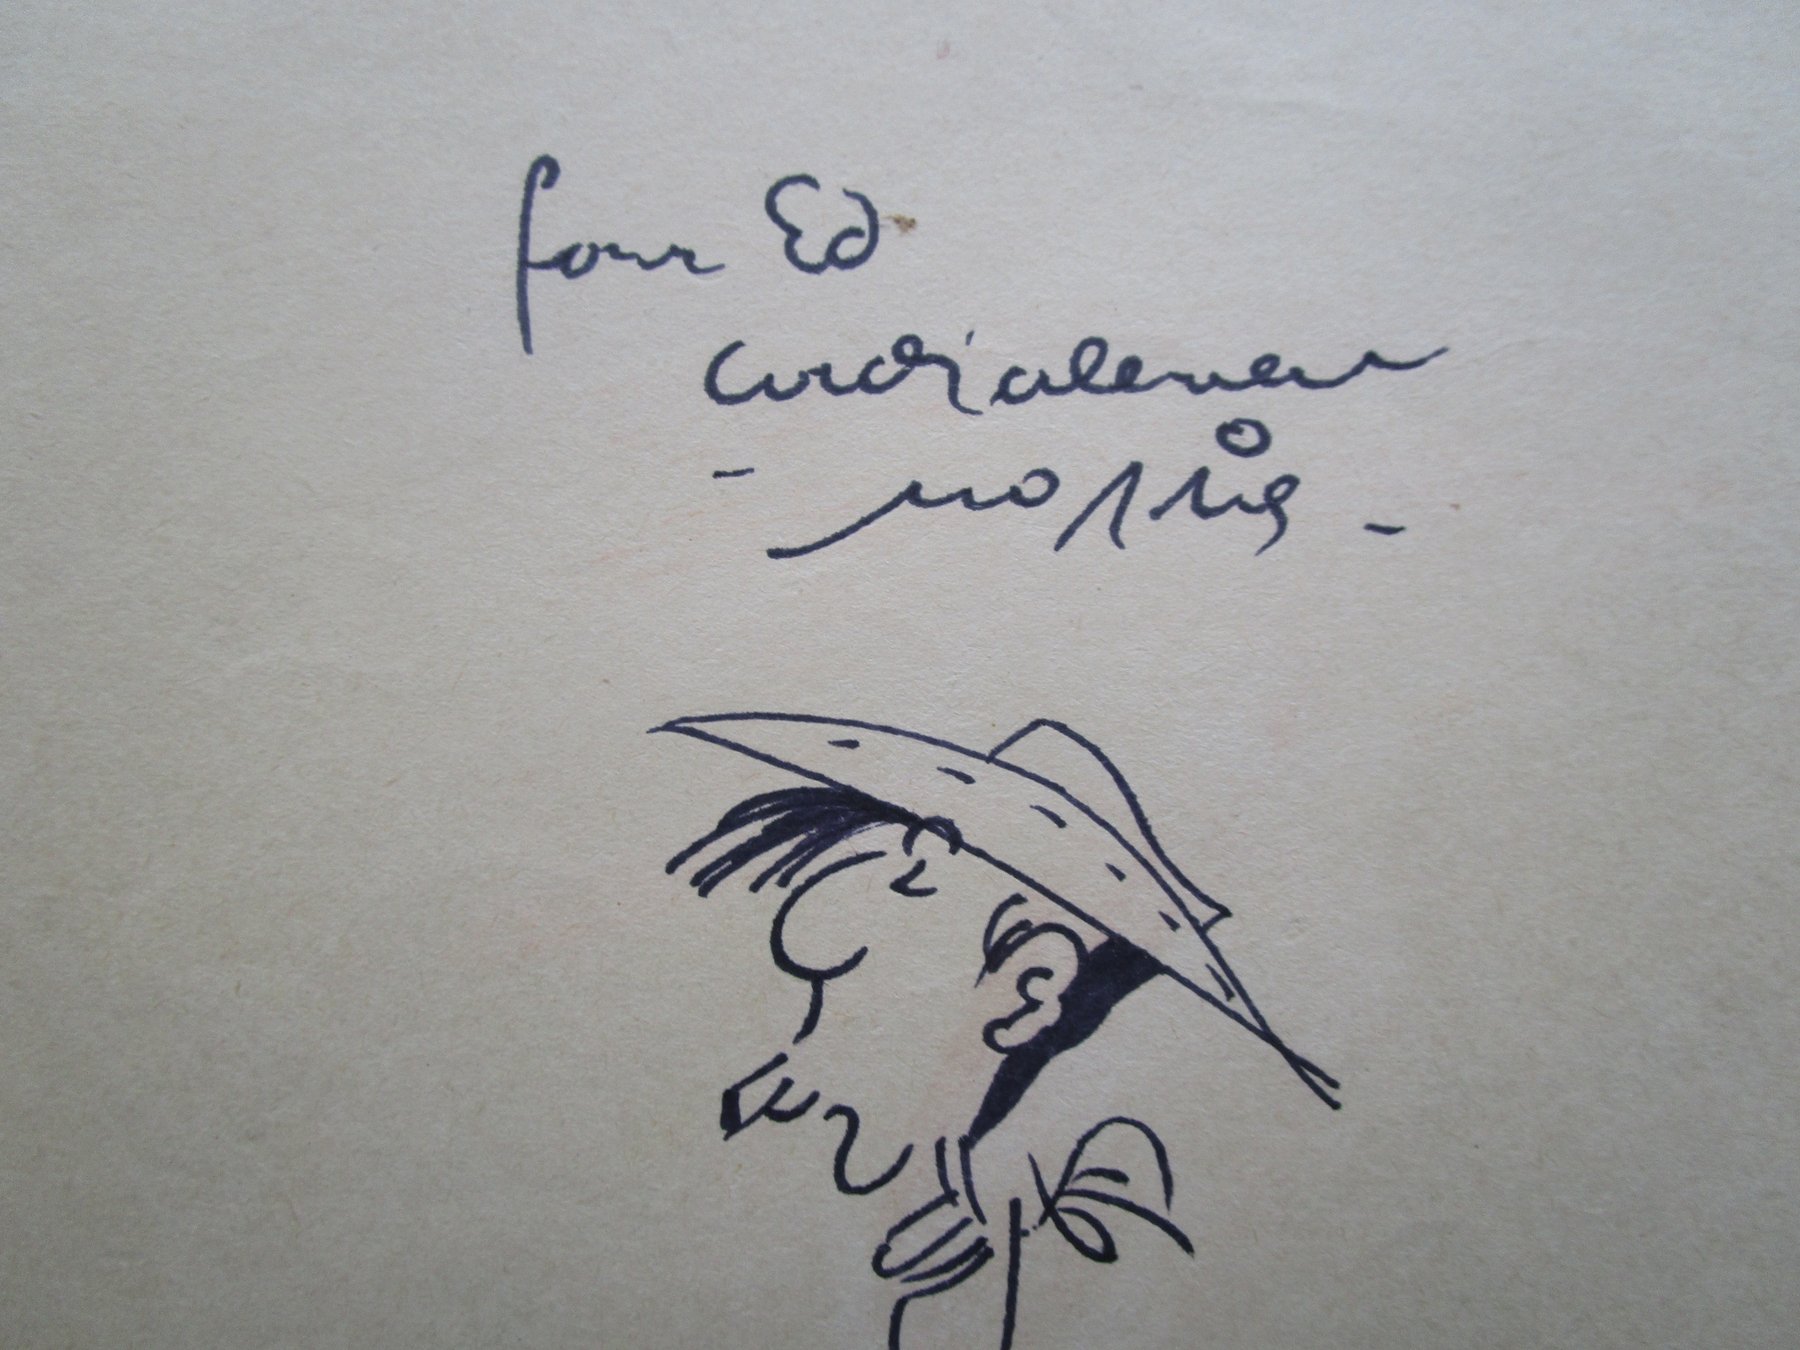 pour Ed
cordialement
- morris -